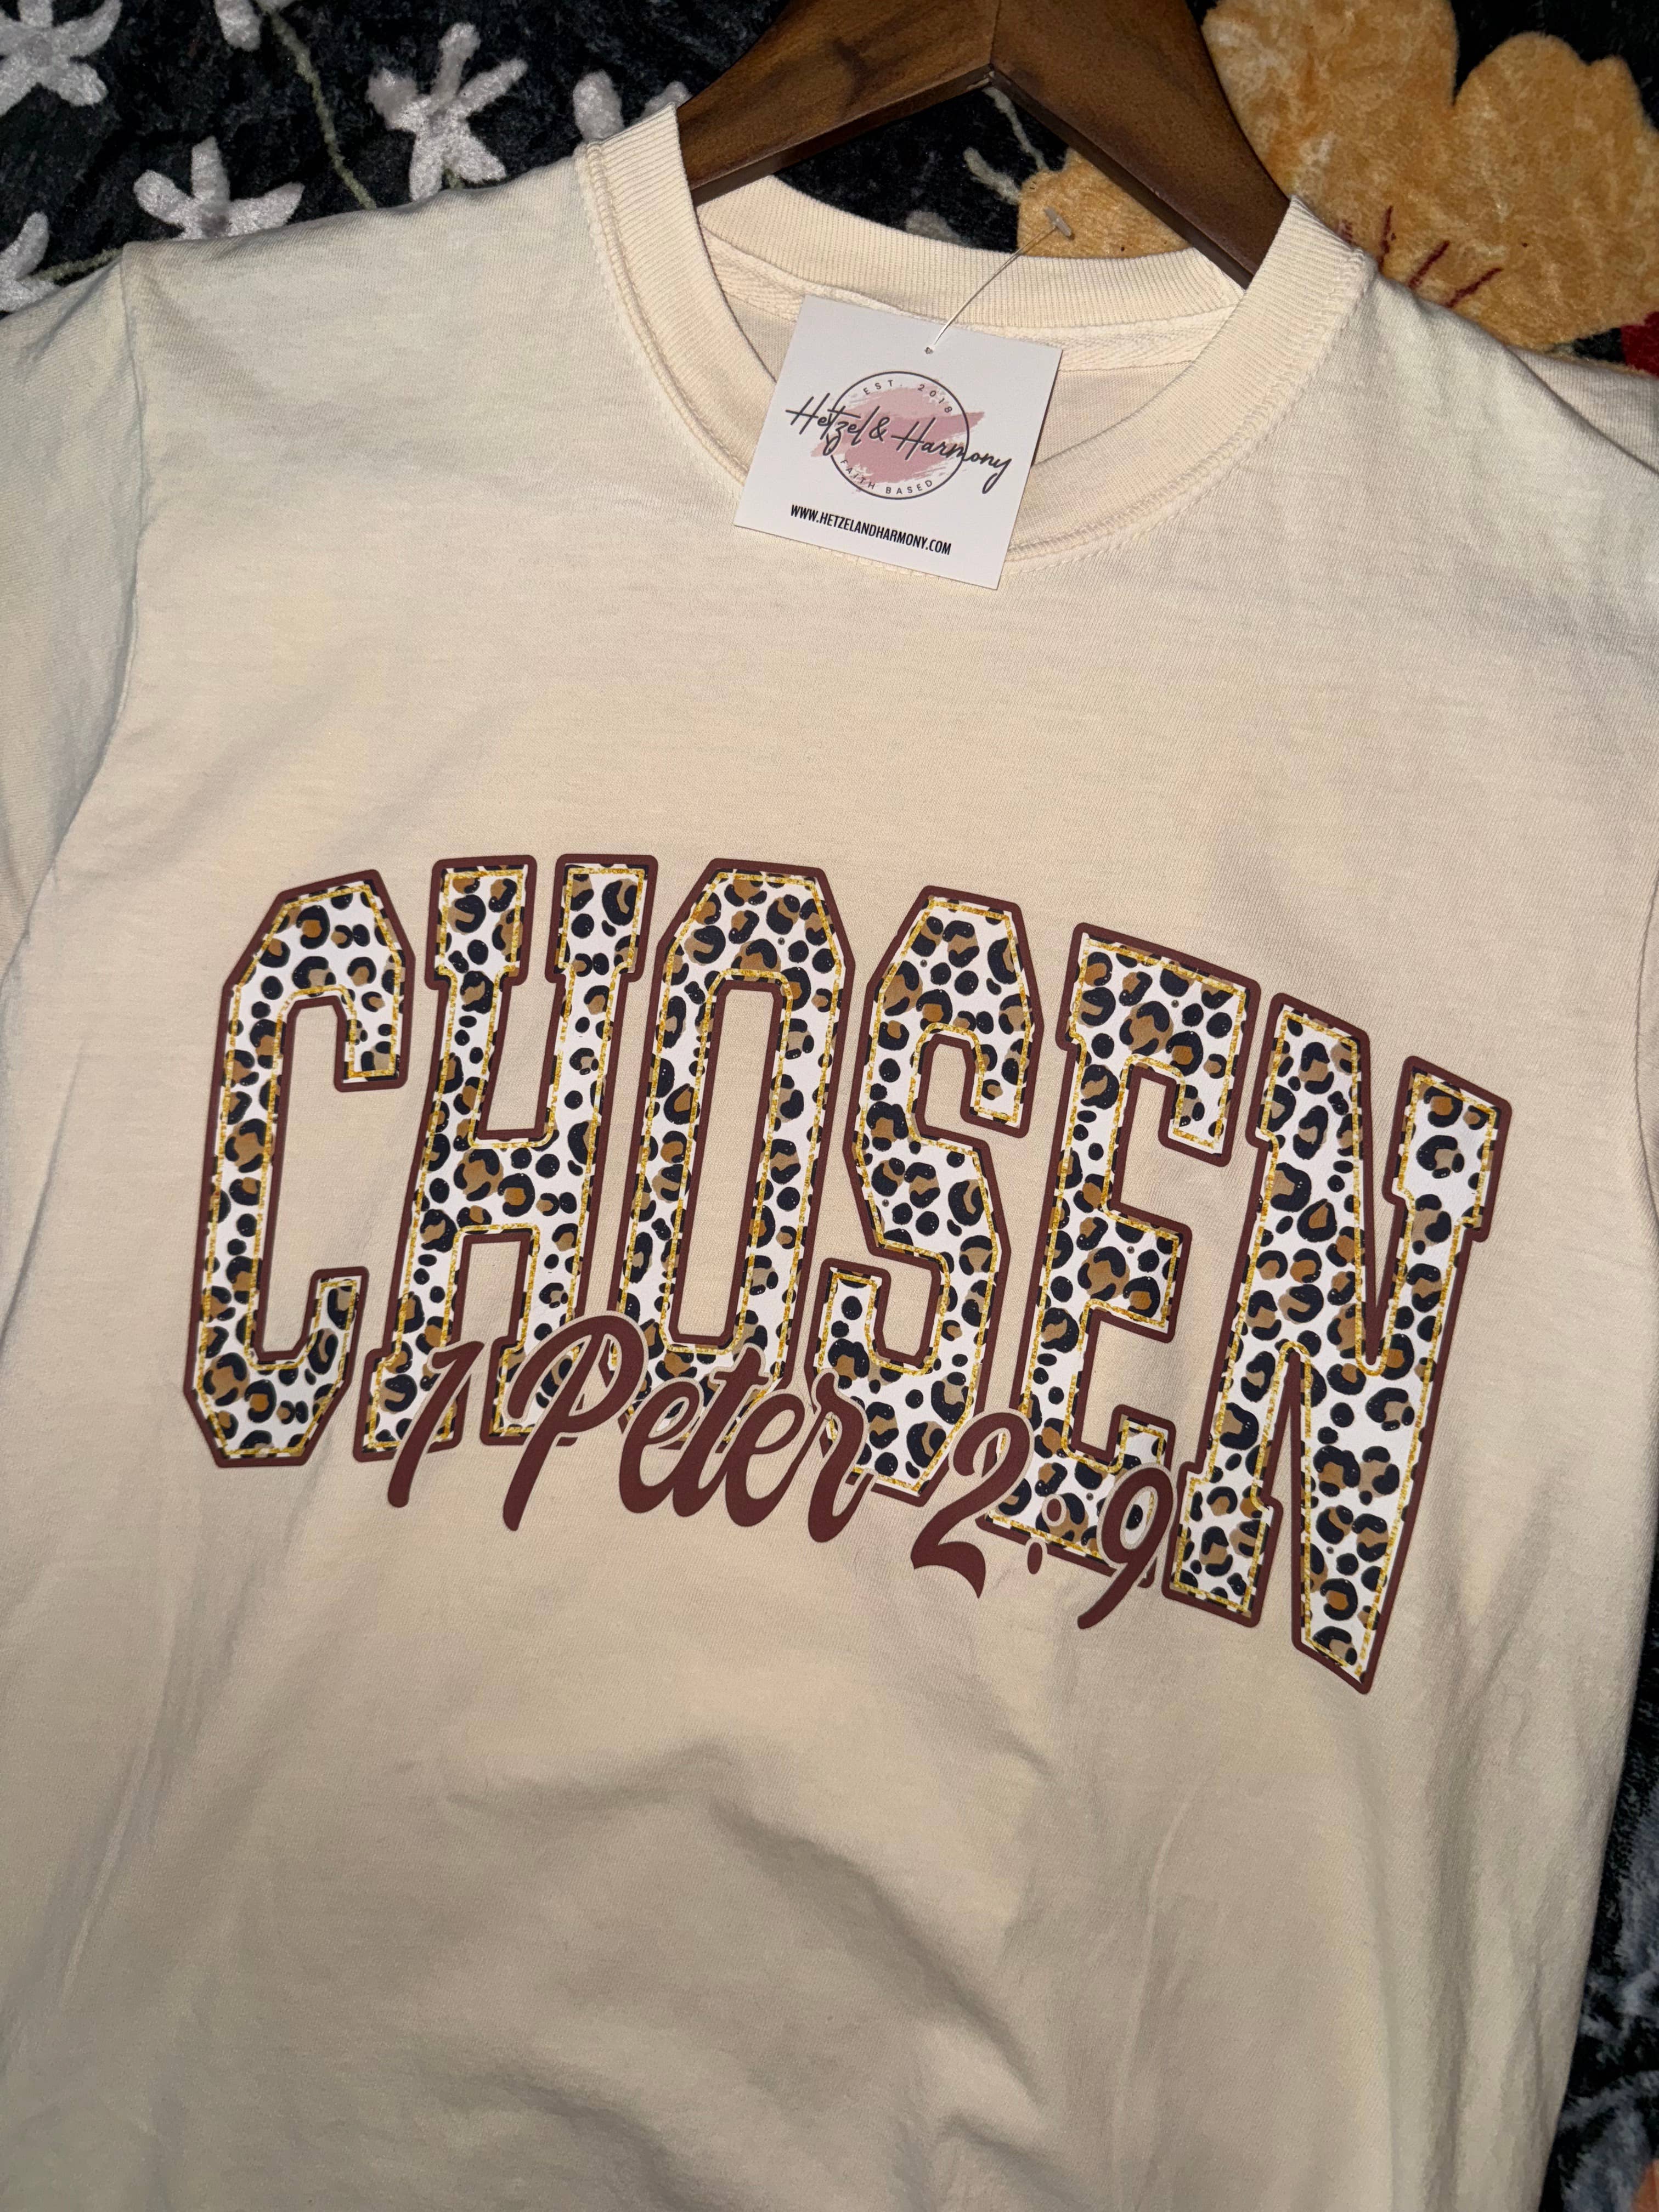 EST. 2018
Hetzel & Harmony
FAITH BASED
WWW.HETZELANDHARMONY.COM
CHOSEN
1 Peter 2:9